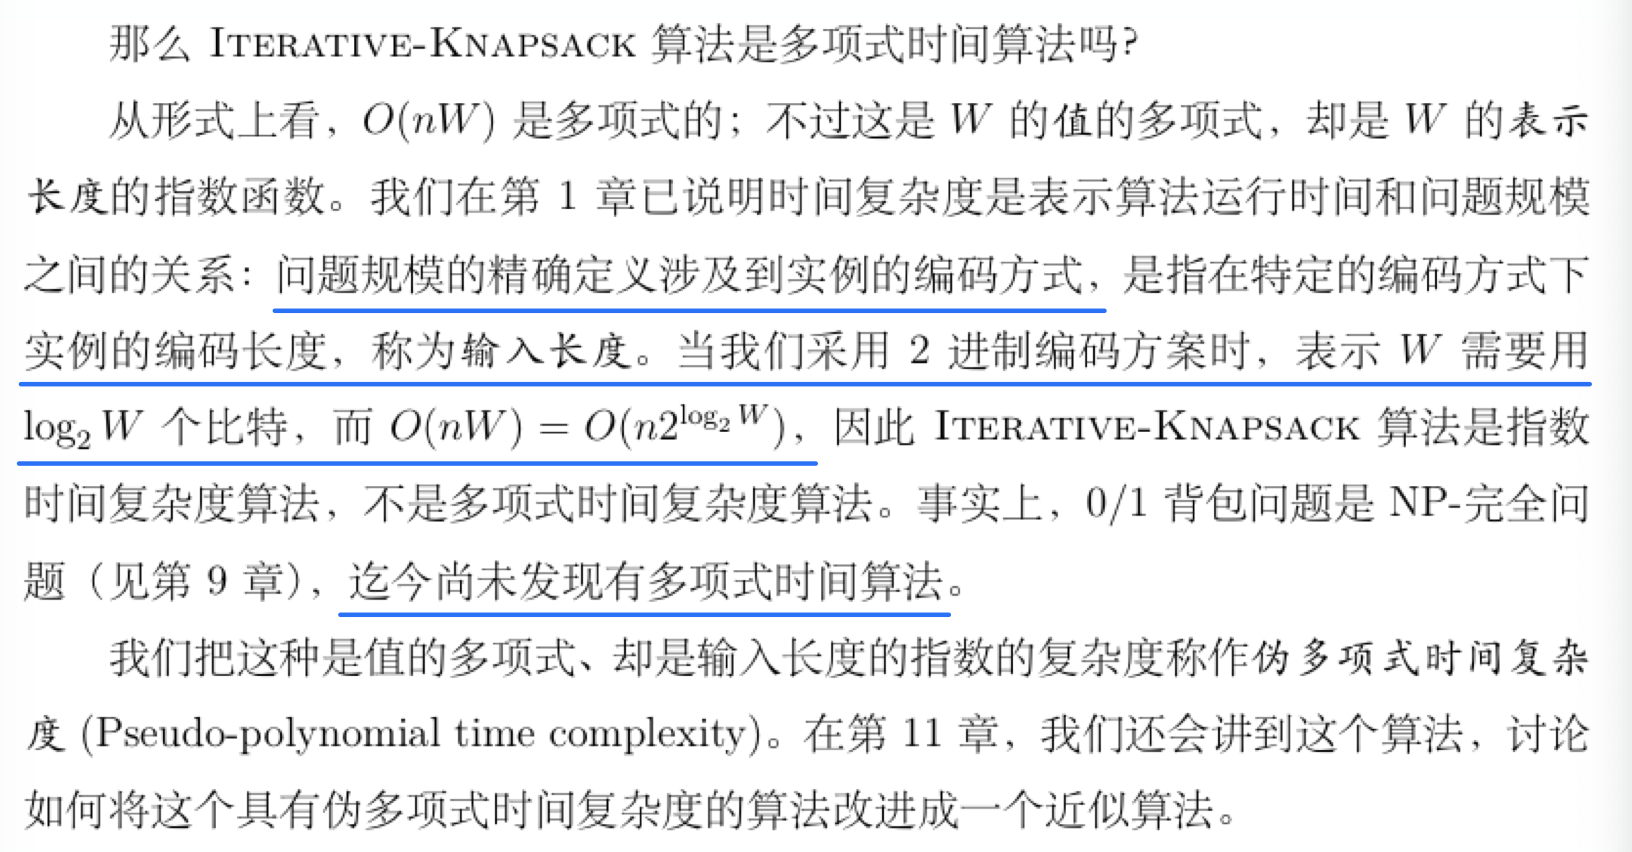 那么 ITERATIVE-KNAPSACK 算法是多项式时间算法吗？
从形式上看，O(nW) 是多项式的；不过这是 W 的值的多项式，却是 W 的表示
长度的指数函数。我们在第 1 章已说明时间复杂度是表示算法运行时间和问题规模
之间的关系：问题规模的精确定义涉及到实例的编码方式，是指在特定的编码方式下
实例的编码长度，称为输入长度。当我们采用 2 进制编码方案时，表示 W 需要用
log₂ W 个比特，而 O(nW) = O(n2^{log₂ W})，因此 ITERATIVE-KNAPSACK 算法是指数
时间复杂度算法，不是多项式时间复杂度算法。事实上，0/1 背包问题是 NP-完全问
题（见第 9 章），迄今尚未发现有多项式时间算法。
我们把这种是值的多项式、却是输入长度的指数的复杂度称作伪多项式时间复杂
度 (Pseudo-polynomial time complexity)。在第 11 章，我们还会讲到这个算法，讨论
如何将这个具有伪多项式时间复杂度的算法改进成一个近似算法。